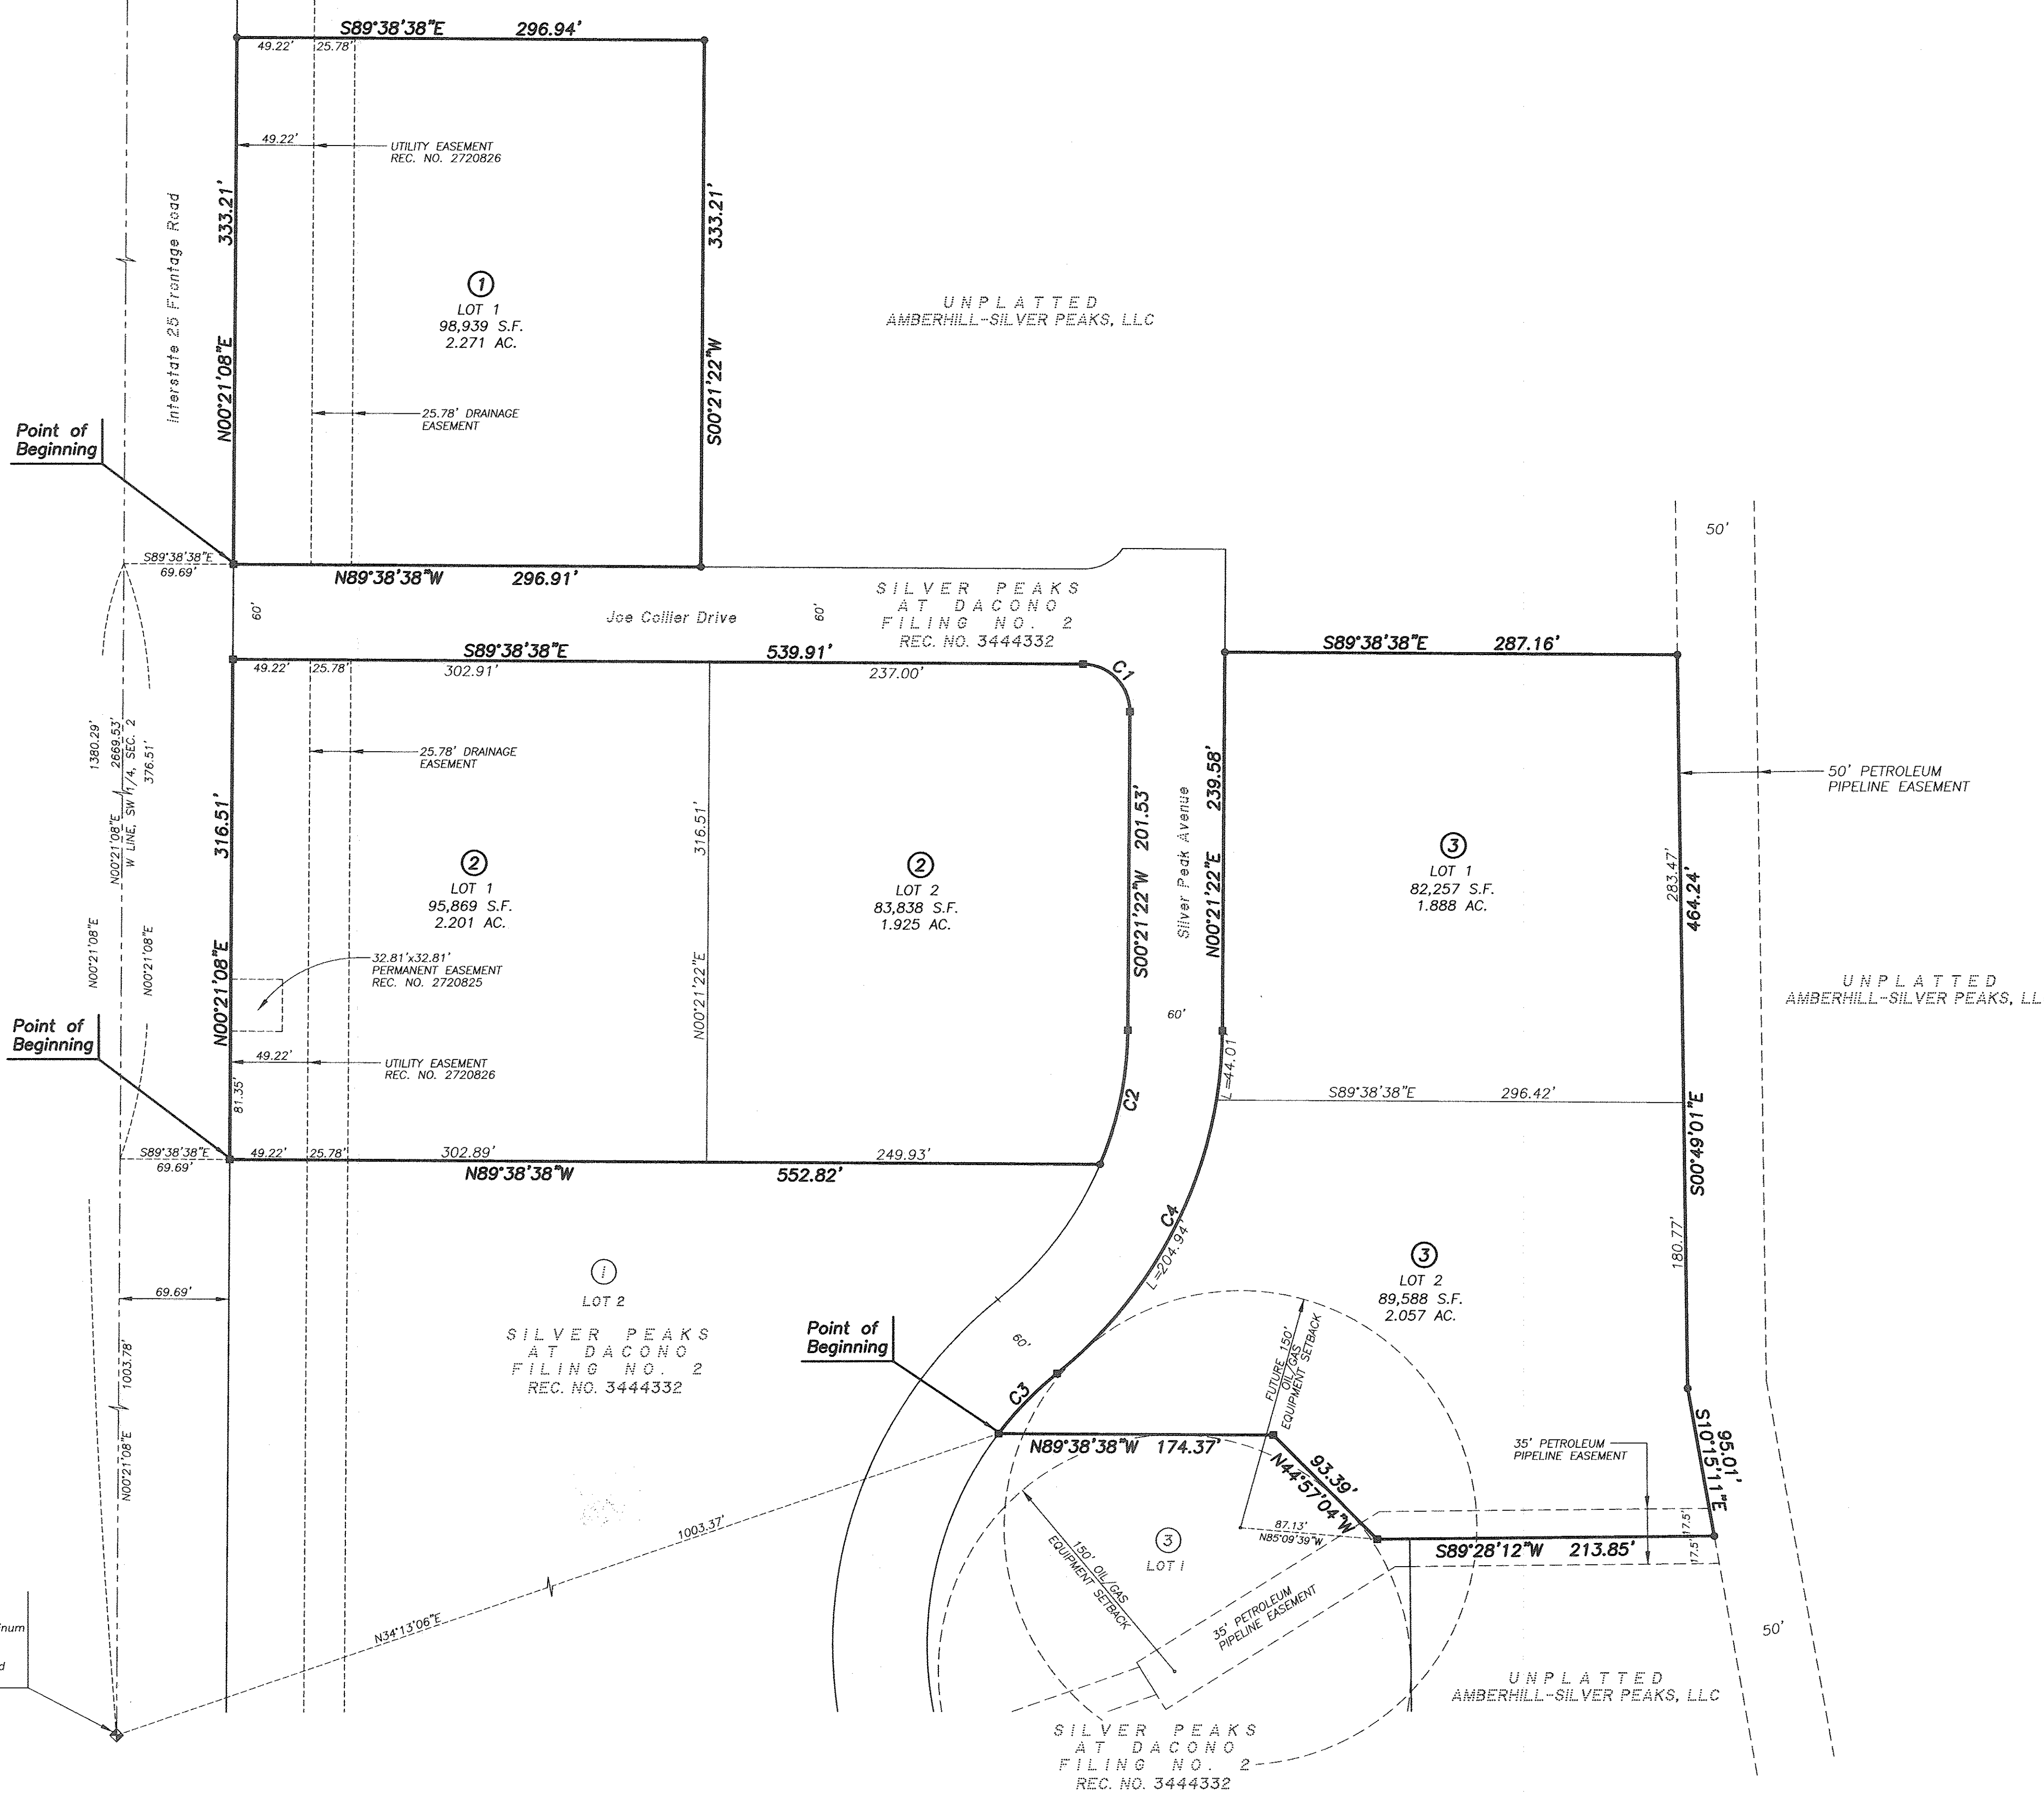 S89°38'38"E 296.94'
49.22' 25.78'
49.22'
UTILITY EASEMENT
REC. NO. 2720826
333.21'
N00°21'08"E
333.21'
S00°21'22"W
Interstate 25 Frontage Road
1
LOT 1
98,939 S.F.
2.271 AC.
UNPLATTED
AMBERHILL-SILVER PEAKS, LLC
25.78' DRAINAGE
EASEMENT
Point of
Beginning
S89°38'38"E
69.69'
N89°38'38"W 296.91'
60'
Joe Collier Drive
60'
SILVER PEAKS
AT DACONO
FILING NO. 2
REC. NO. 3444332
50'
S89°38'38"E 539.91'
49.22' 25.78' 302.91' 237.00'
C1
S89°38'38"E 287.16'
1380.29'
2669.53'
376.51'
N00°21'08"E
W LINE, SW 1/4, SEC. 2
N00°21'08"E
N00°21'08"E
25.78' DRAINAGE
EASEMENT
316.51'
N00°21'08"E
316.51'
N00°21'22"E
2
LOT 1
95,869 S.F.
2.201 AC.
2
LOT 2
83,838 S.F.
1.925 AC.
S00°21'22"W 201.53'
Silver Peak Avenue
N00°21'22"E 239.58'
3
LOT 1
82,257 S.F.
1.888 AC.
283.47'
464.24'
50' PETROLEUM
PIPELINE EASEMENT
32.81'x32.81'
PERMANENT EASEMENT
REC. NO. 2720825
UNPLATTED
AMBERHILL-SILVER PEAKS, LL
60'
Point of
Beginning
49.22'
UTILITY EASEMENT
REC. NO. 2720826
81.35'
C2
L=44.01
S89°38'38"E 296.42'
S00°49'01"E
S89°38'38"E
69.69'
49.22' 25.78' 302.89' 249.93'
N89°38'38"W 552.82'
C4
L=204.94'
180.77'
69.69'
1
LOT 2
SILVER PEAKS
AT DACONO
FILING NO. 2
REC. NO. 3444332
3
LOT 2
89,588 S.F.
2.057 AC.
N00°21'08"E 1003.78'
Point of
Beginning
60'
FUTURE 150'
OIL/GAS
EQUIPMENT SETBACK
C3
N89°38'38"W 174.37'
93.39'
N44°57'04"W
35' PETROLEUM
PIPELINE EASEMENT
95.01'
S10°15'11"E
17.5'
17.5'
87.13'
N85°09'39"W
S89°28'12"W 213.85'
1003.37'
N34°13'06"E
150' OIL/GAS
EQUIPMENT SETBACK
3
LOT 1
35' PETROLEUM
PIPELINE EASEMENT
50'
UNPLATTED
AMBERHILL-SILVER PEAKS, LLC
SILVER PEAKS
AT DACONO
FILING NO. 2
REC. NO. 3444332